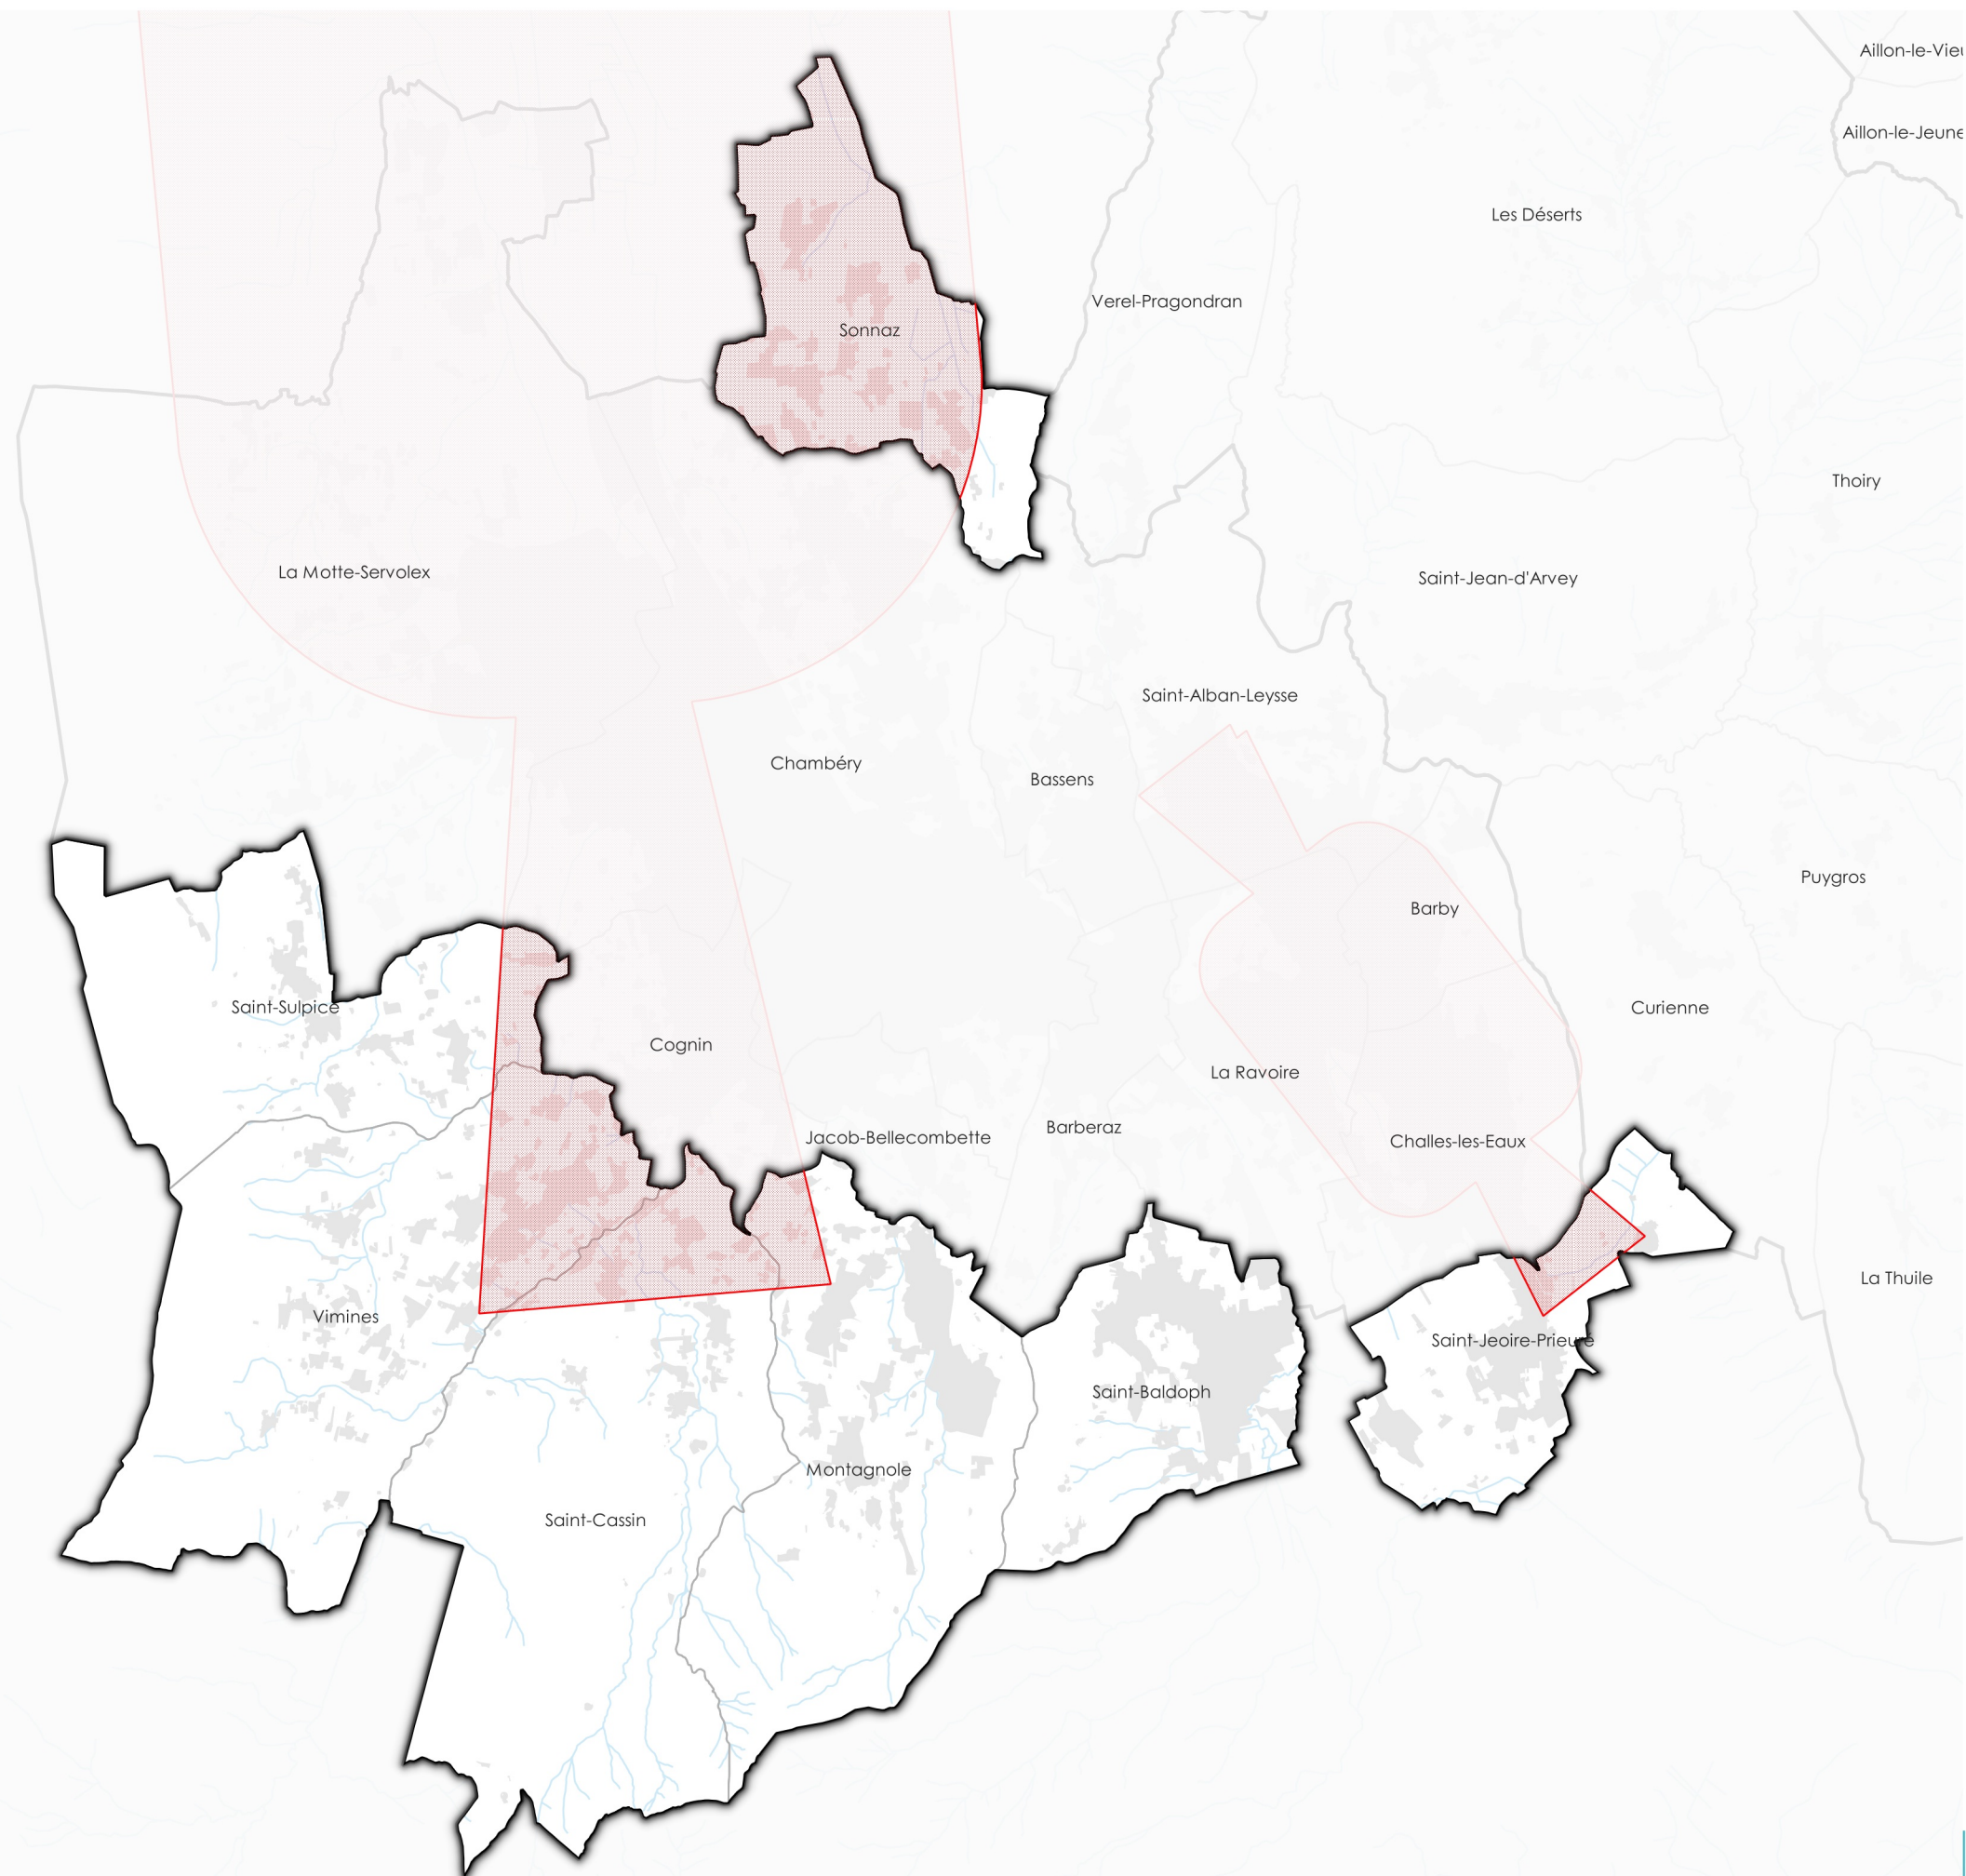 Aillon-le-Vieu
Aillon-le-Jeune
Les Déserts
Verel-Pragondran
Sonnaz
Thoiry
La Motte-Servolex
Saint-Jean-d'Arvey
Saint-Alban-Leysse
Chambéry
Bassens
Puygros
Barby
Saint-Sulpice
Curienne
Cognin
La Ravoire
Barberaz
Jacob-Bellecombette
Challes-les-Eaux
La Thuile
Vimines
Saint-Jeoire-Prieuré
Saint-Baldoph
Montagnole
Saint-Cassin